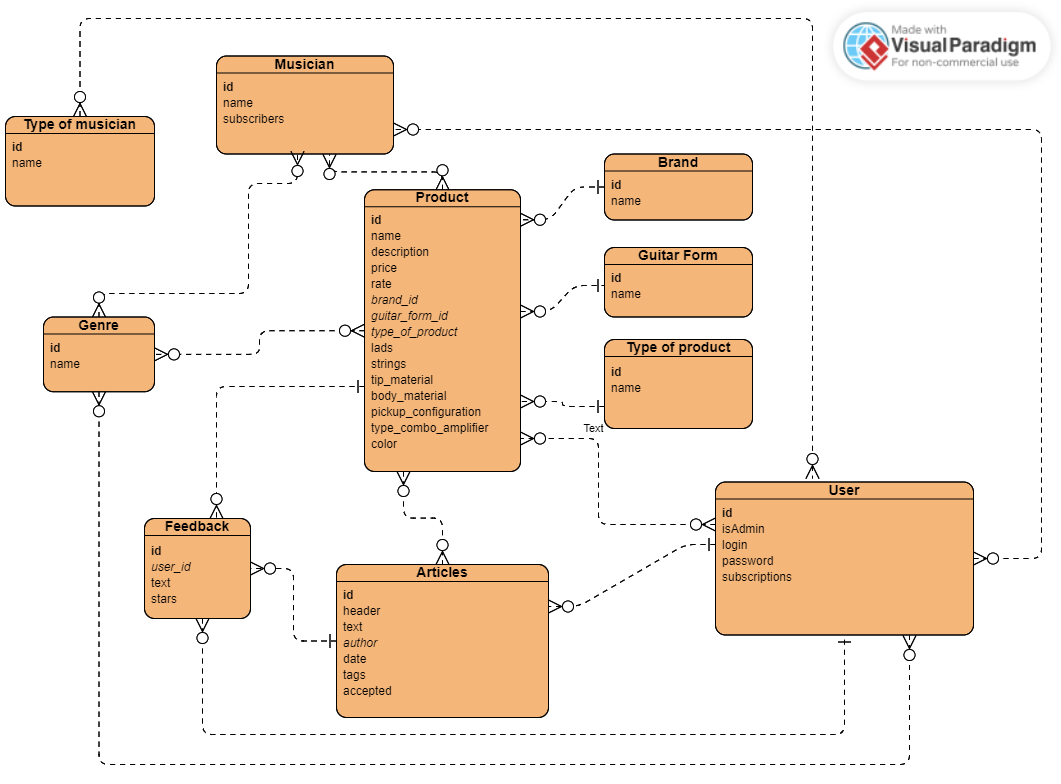 Made with
Visual Paradigm
For non-commercial use
Musician
id
name
subscribers
Type of musician
id
name
Brand
id
name
Product
id
name
description
price
rate
brand_id
guitar_form_id
type_of_product
lads
strings
tip_material
body_material
pickup_configuration
type_combo_amplifier
color
Guitar Form
id
name
Genre
id
name
Type of product
id
name
Text
User
id
isAdmin
login
password
subscriptions
Feedback
id
user_id
text
stars
Articles
id
header
text
author
date
tags
accepted